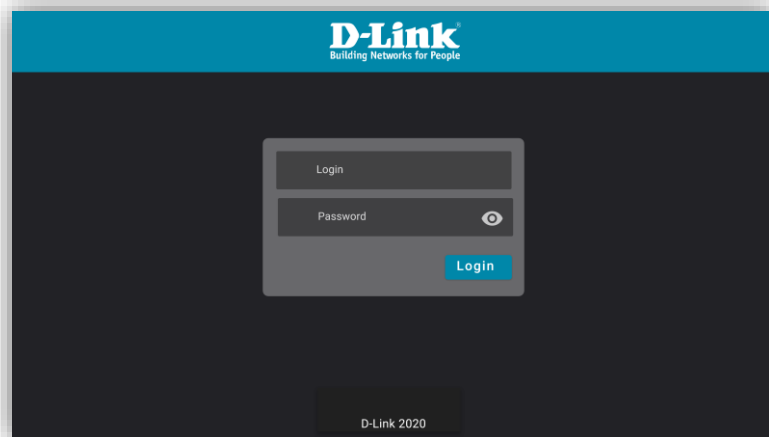 D-Link
Building Networks for People
Login
Password
Login
D-Link 2020